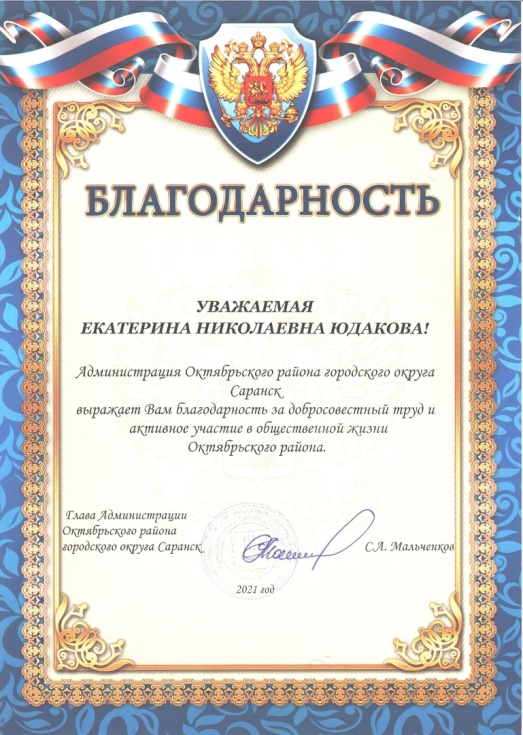 БЛАГОДАРНОСТЬ
УВАЖАЕМАЯ
ЕКАТЕРИНА НИКОЛАЕВНА ЮДАКОВА!
Администрация Октябрьского района городского округа
Саранск
выражает Вам благодарность за добросовестный труд и
активное участие в общественной жизни
Октябрьского района.
Глава Администрации
Октябрьского района
городского округа Саранск
С.А. Мальченков
2021 год